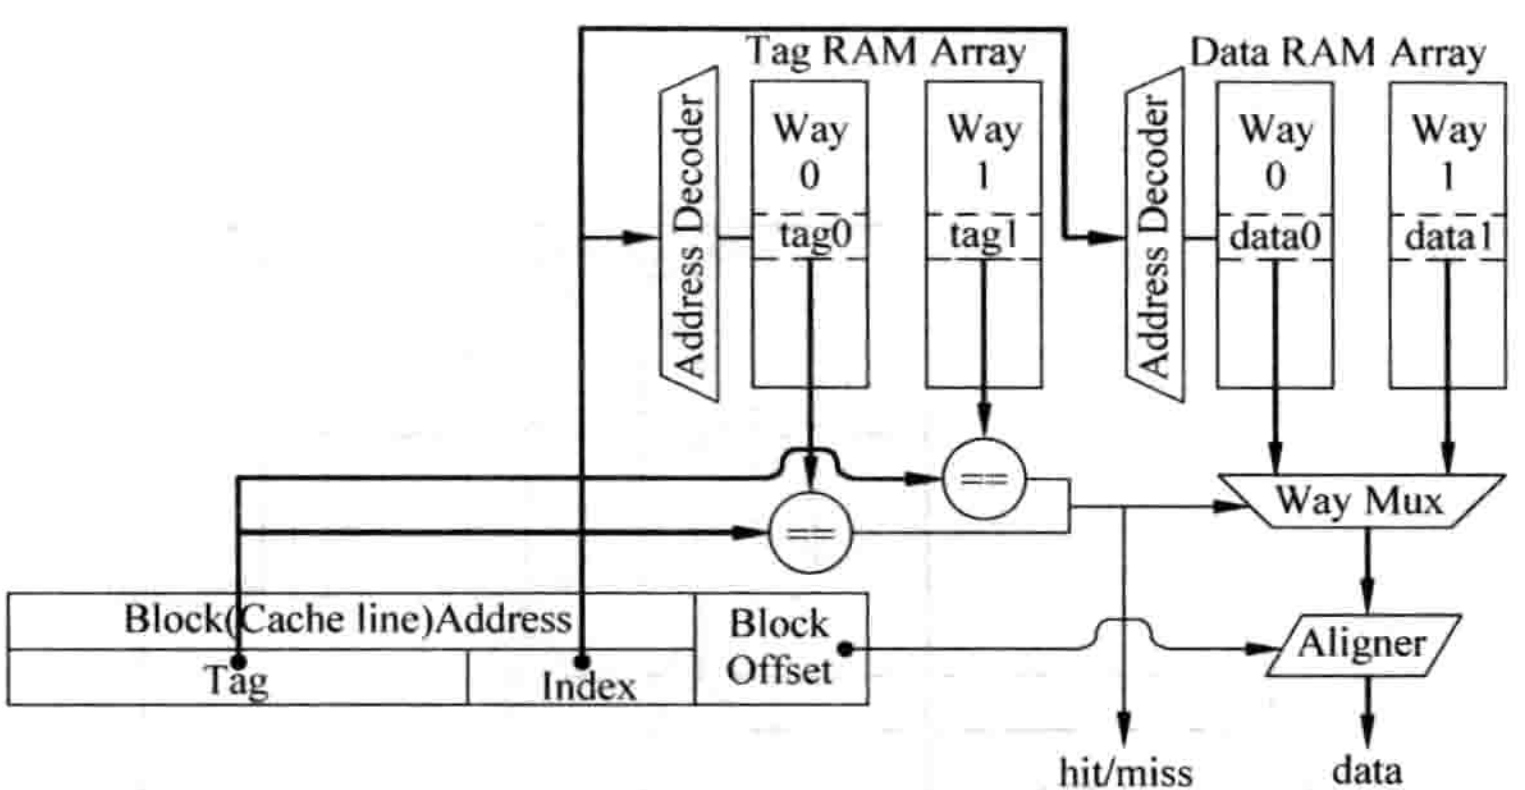 Tag RAM Array
Data RAM Array
Address Decoder
Way
0
tag0
Way
1
tag1
Address Decoder
Way
0
data0
Way
1
data1
==
==
Way Mux
Block(Cache line)Address
Tag
Index
Block
Offset
Aligner
hit/miss
data